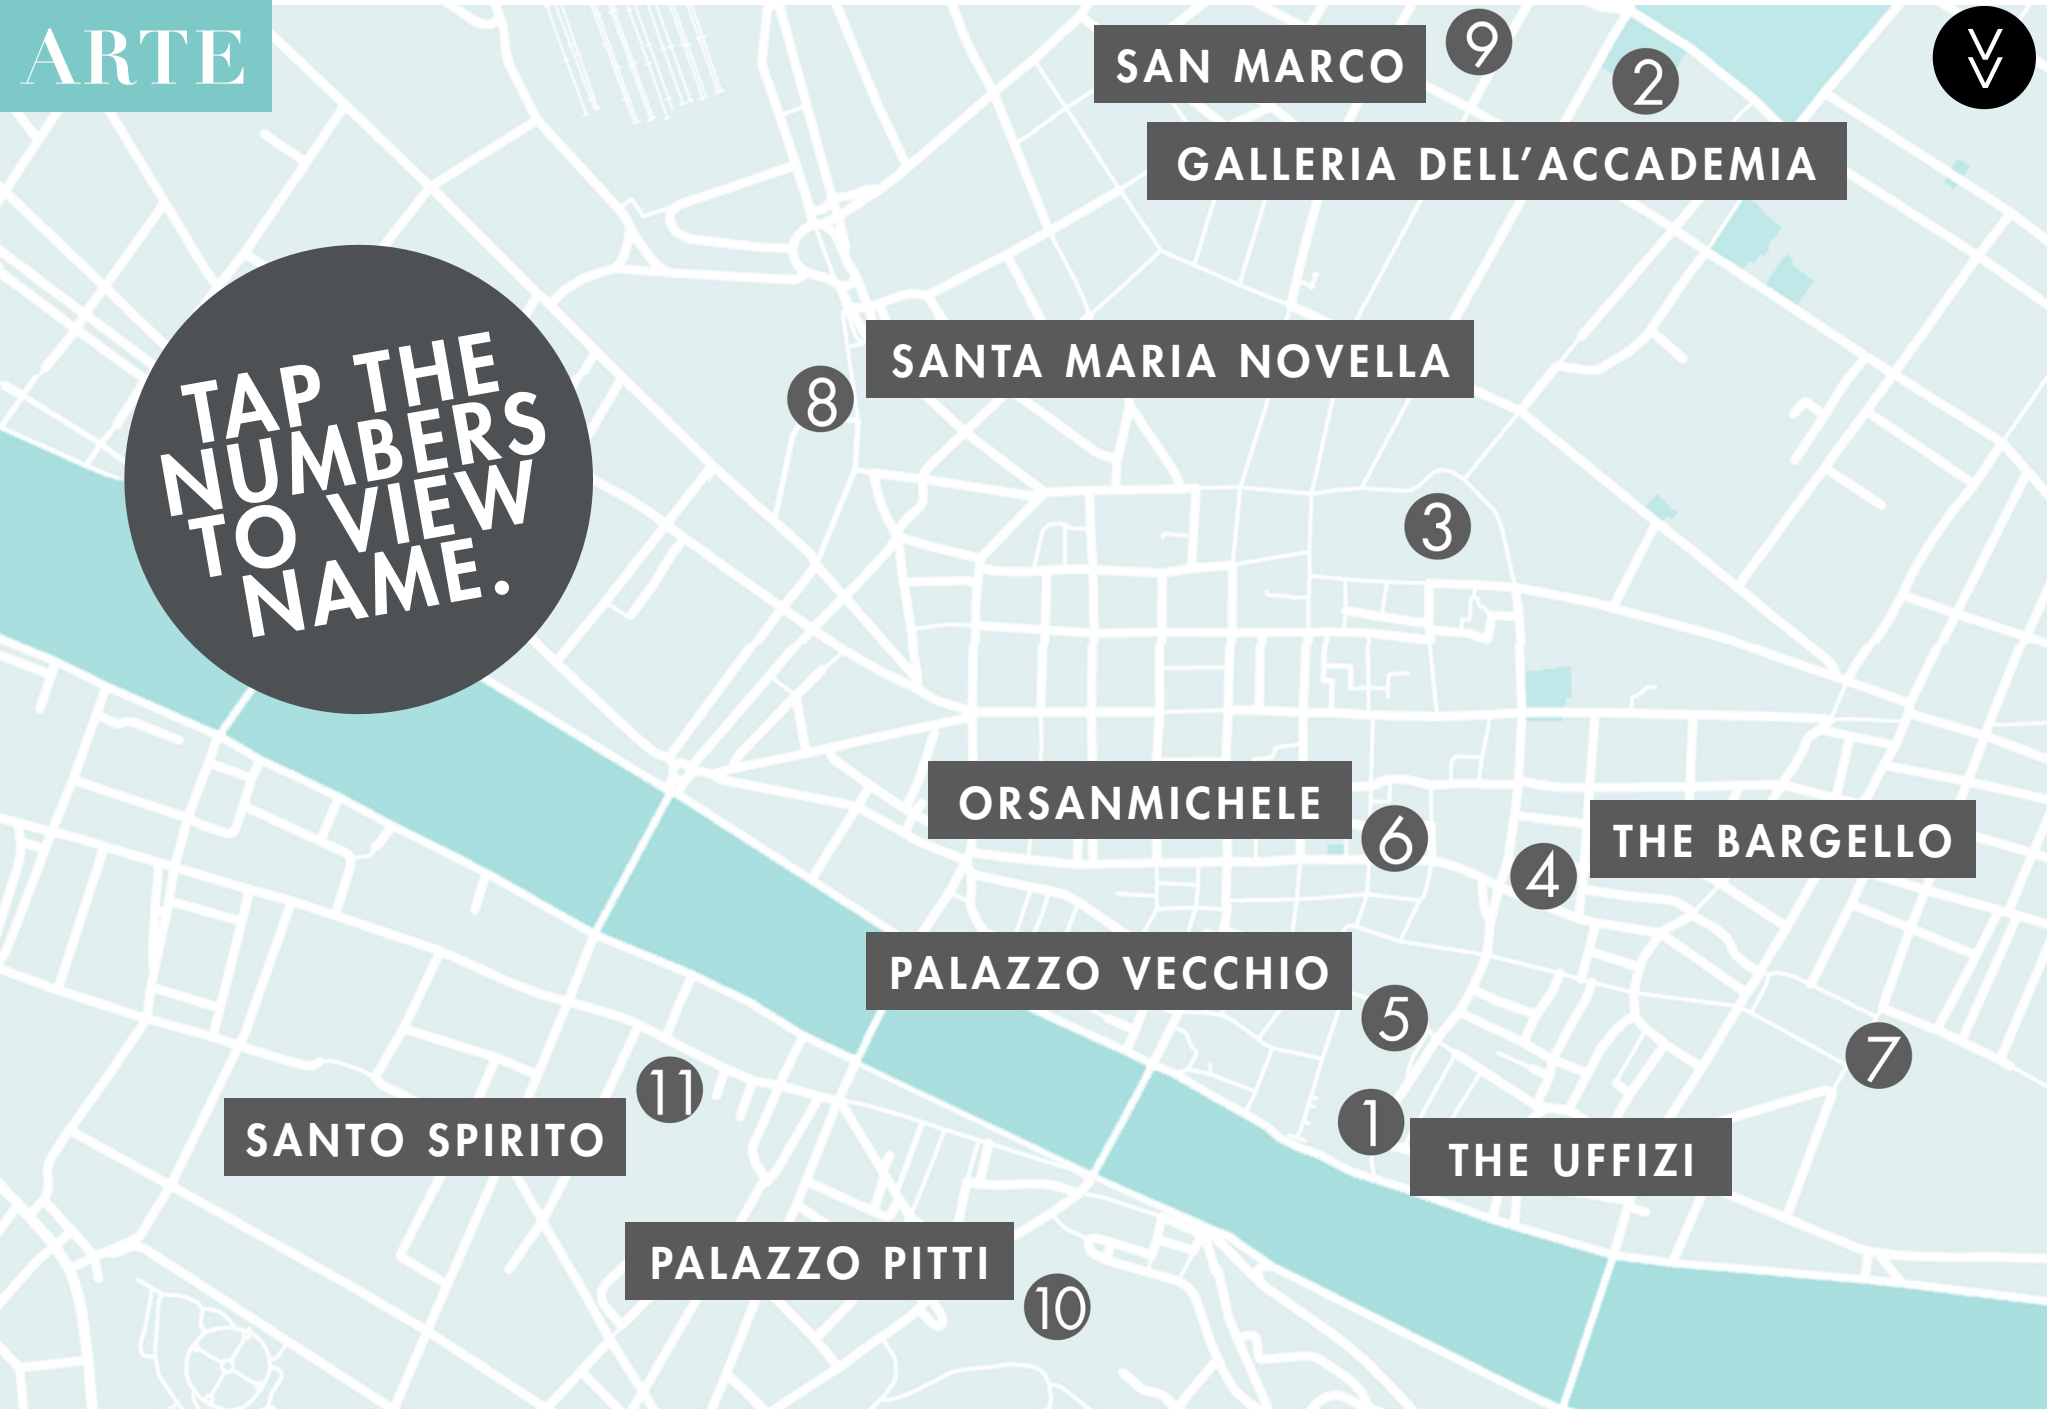 ARTE
SAN MARCO
9
2
GALLERIA DELL’ACCADEMIA
TAP THE
NUMBERS
TO VIEW
NAME.
SANTA MARIA NOVELLA
8
3
ORSANMICHELE
6
THE BARGELLO
4
PALAZZO VECCHIO
5
7
11
SANTO SPIRITO
1
THE UFFIZI
PALAZZO PITTI
10